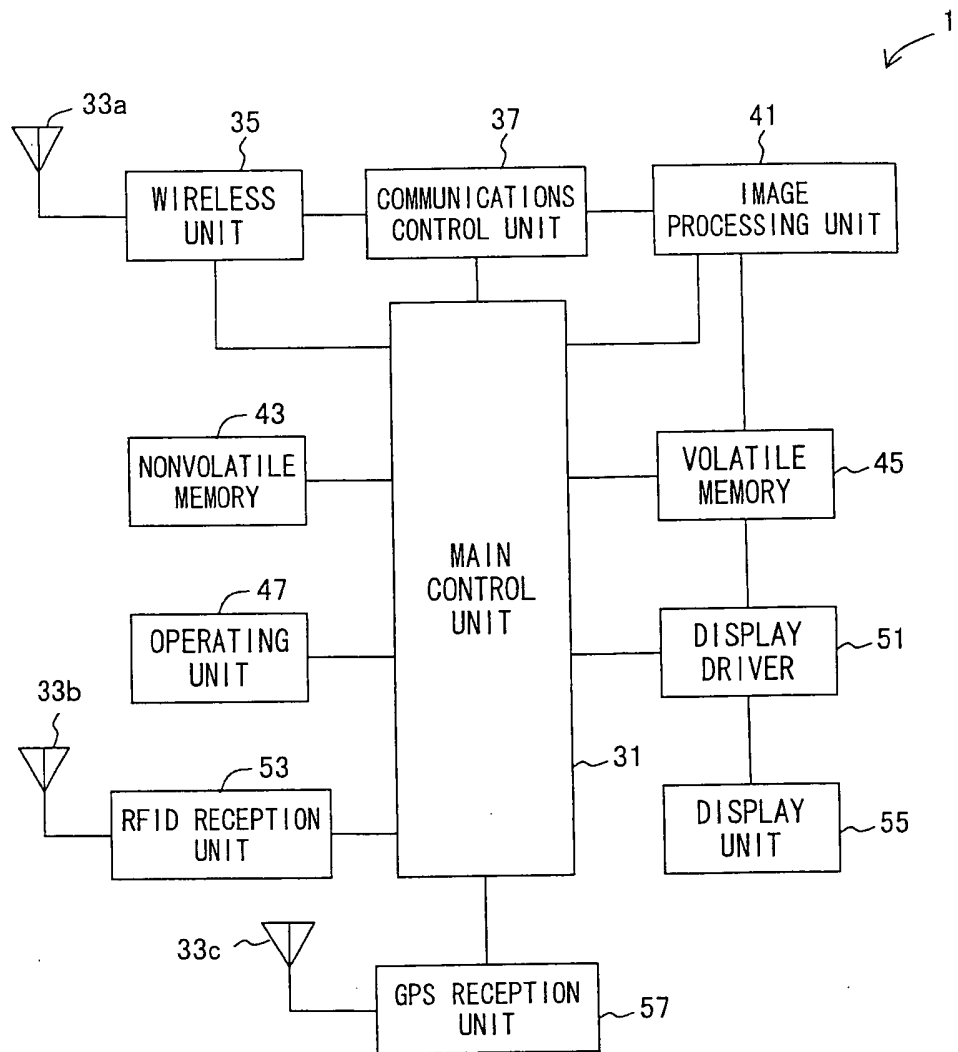 1
33a
35
37
41
WIRELESS
UNIT
COMMUNICATIONS
CONTROL UNIT
IMAGE
PROCESSING UNIT
43
NONVOLATILE
MEMORY
VOLATILE
MEMORY
45
MAIN
CONTROL
UNIT
47
OPERATING
UNIT
DISPLAY
DRIVER
51
33b
53
RFID RECEPTION
UNIT
31
DISPLAY
UNIT
55
33c
GPS RECEPTION
UNIT
57